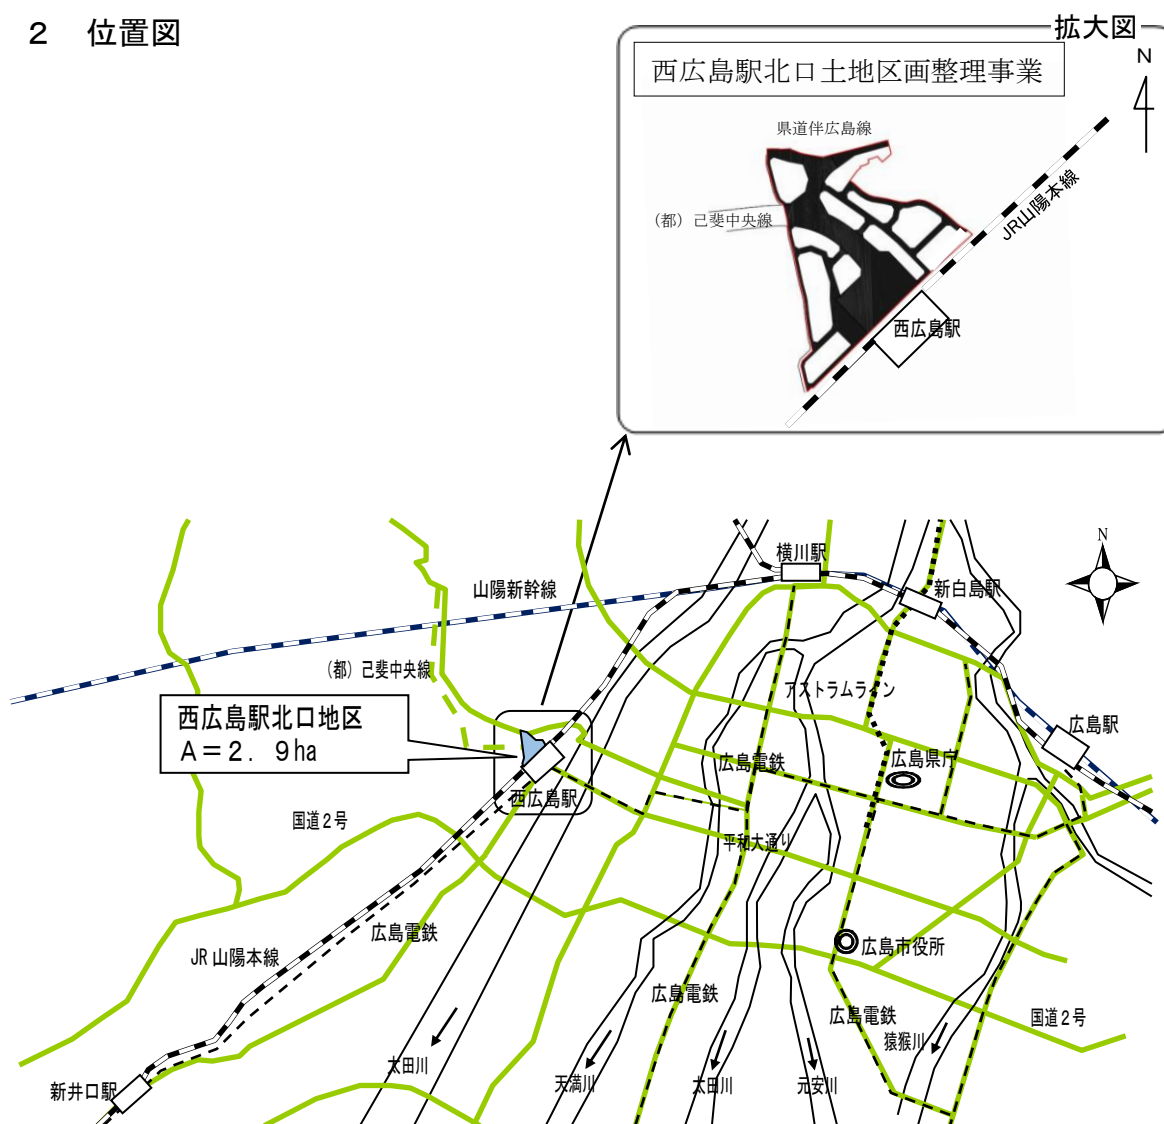 ２　位置図
拡大図
西広島駅北口土地区画整理事業
N
県道伴広島線
（都）己斐中央線
JR山陽本線
西広島駅
横川駅
N
山陽新幹線
新白島駅
（都）己斐中央線
アストラムライン
西広島駅北口地区
Ａ＝２．９ha
広島駅
広島電鉄
広島県庁
西広島駅
国道２号
平和大通り
広島電鉄
JR 山陽本線
広島市役所
広島電鉄
広島電鉄
国道２号
猿猴川
太田川
新井口駅
天満川
太田川
元安川